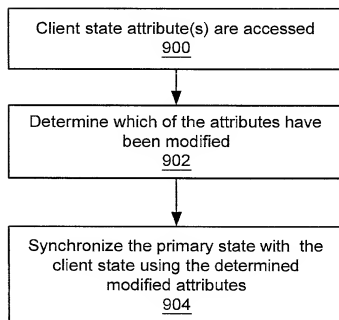 Client state attribute(s) are accessed
900
Determine which of the attributes have
been modified
902
Synchronize the primary state with the
client state using the determined
modified attributes
904